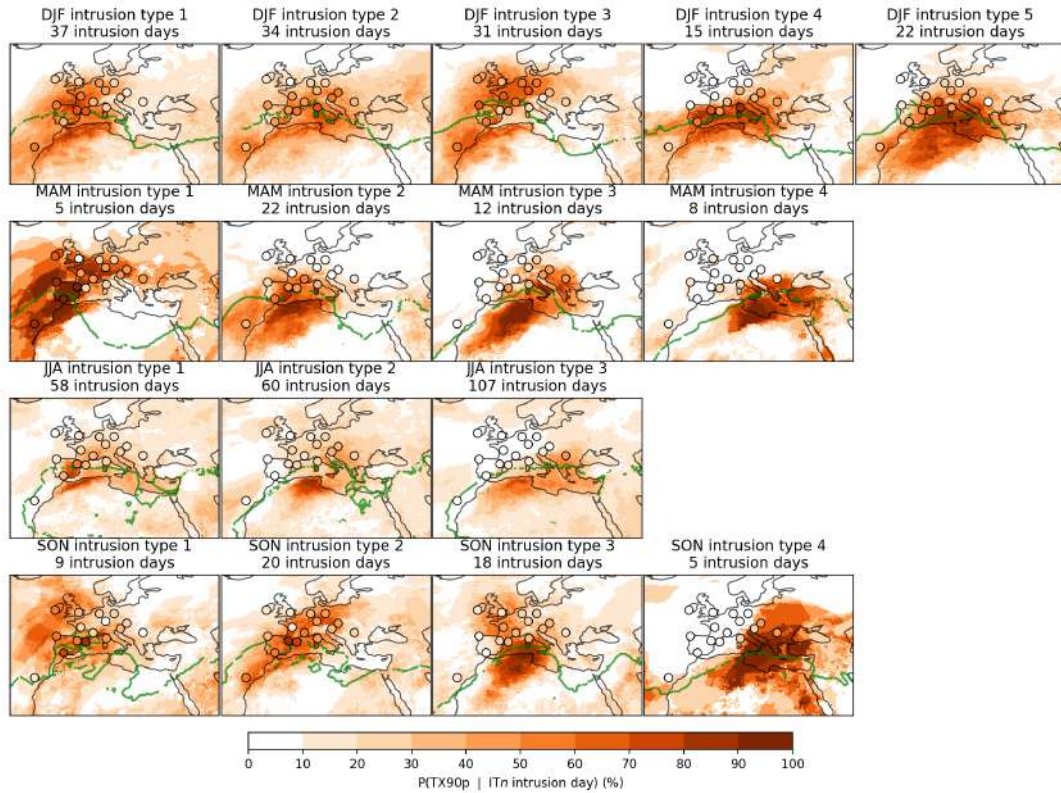 DJF intrusion type 1
37 intrusion days
DJF intrusion type 2
34 intrusion days
DJF intrusion type 3
31 intrusion days
DJF intrusion type 4
15 intrusion days
DJF intrusion type 5
22 intrusion days
MAM intrusion type 1
5 intrusion days
MAM intrusion type 2
22 intrusion days
MAM intrusion type 3
12 intrusion days
MAM intrusion type 4
8 intrusion days
JJA intrusion type 1
58 intrusion days
JJA intrusion type 2
60 intrusion days
JJA intrusion type 3
107 intrusion days
SON intrusion type 1
9 intrusion days
SON intrusion type 2
20 intrusion days
SON intrusion type 3
18 intrusion days
SON intrusion type 4
5 intrusion days
0 10 20 30 40 50 60 70 80 90 100
P(TX90p | ITn intrusion day) (%)